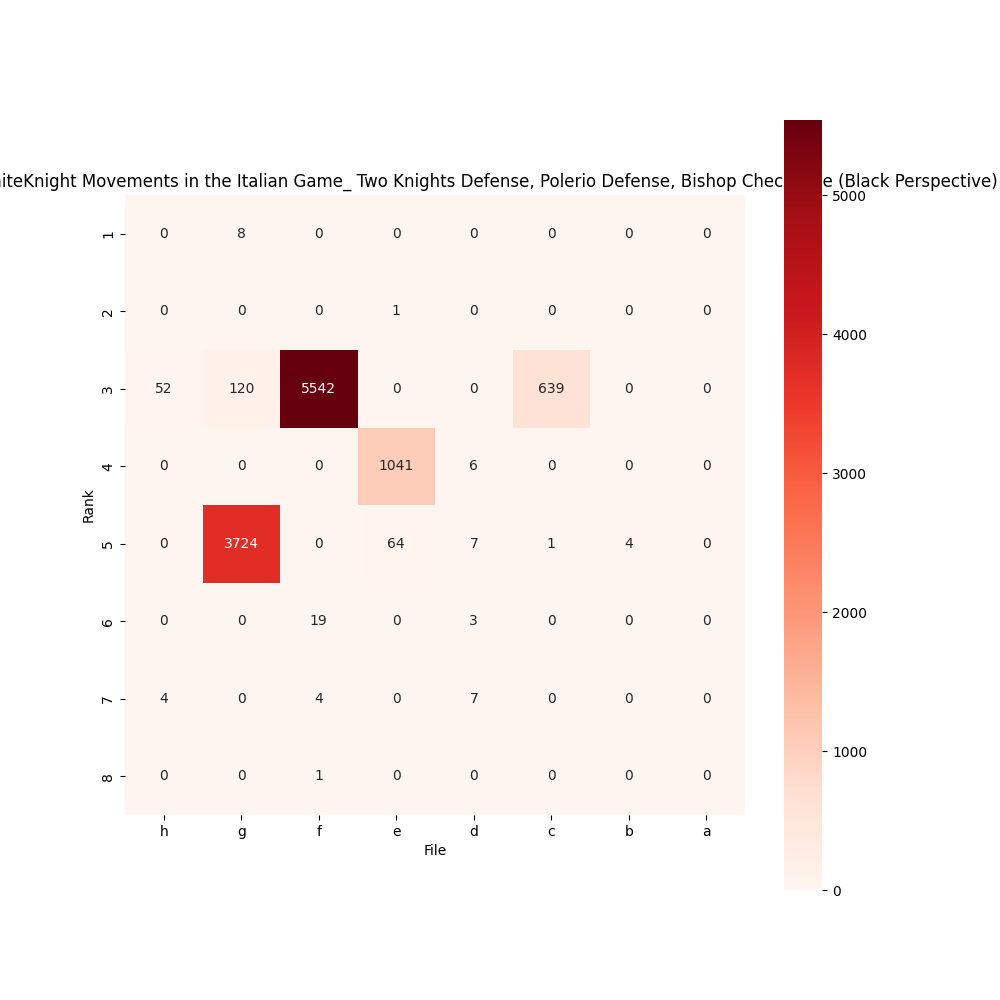 iteKnight Movements in the Italian Game_ Two Knights Defense, Polerio Defense, Bishop Chec e (Black Perspective)
1 0 8 0 0 0 0 0 0
2 0 0 0 1 0 0 0 0
3 52 120 5542 0 0 639 0 0
4 0 0 0 1041 6 0 0 0
5 0 3724 0 64 7 1 4 0
6 0 0 19 0 3 0 0 0
7 4 0 4 0 7 0 0 0
8 0 0 1 0 0 0 0 0
Rank
h g f e d c b a
File
5000
4000
3000
2000
1000
0